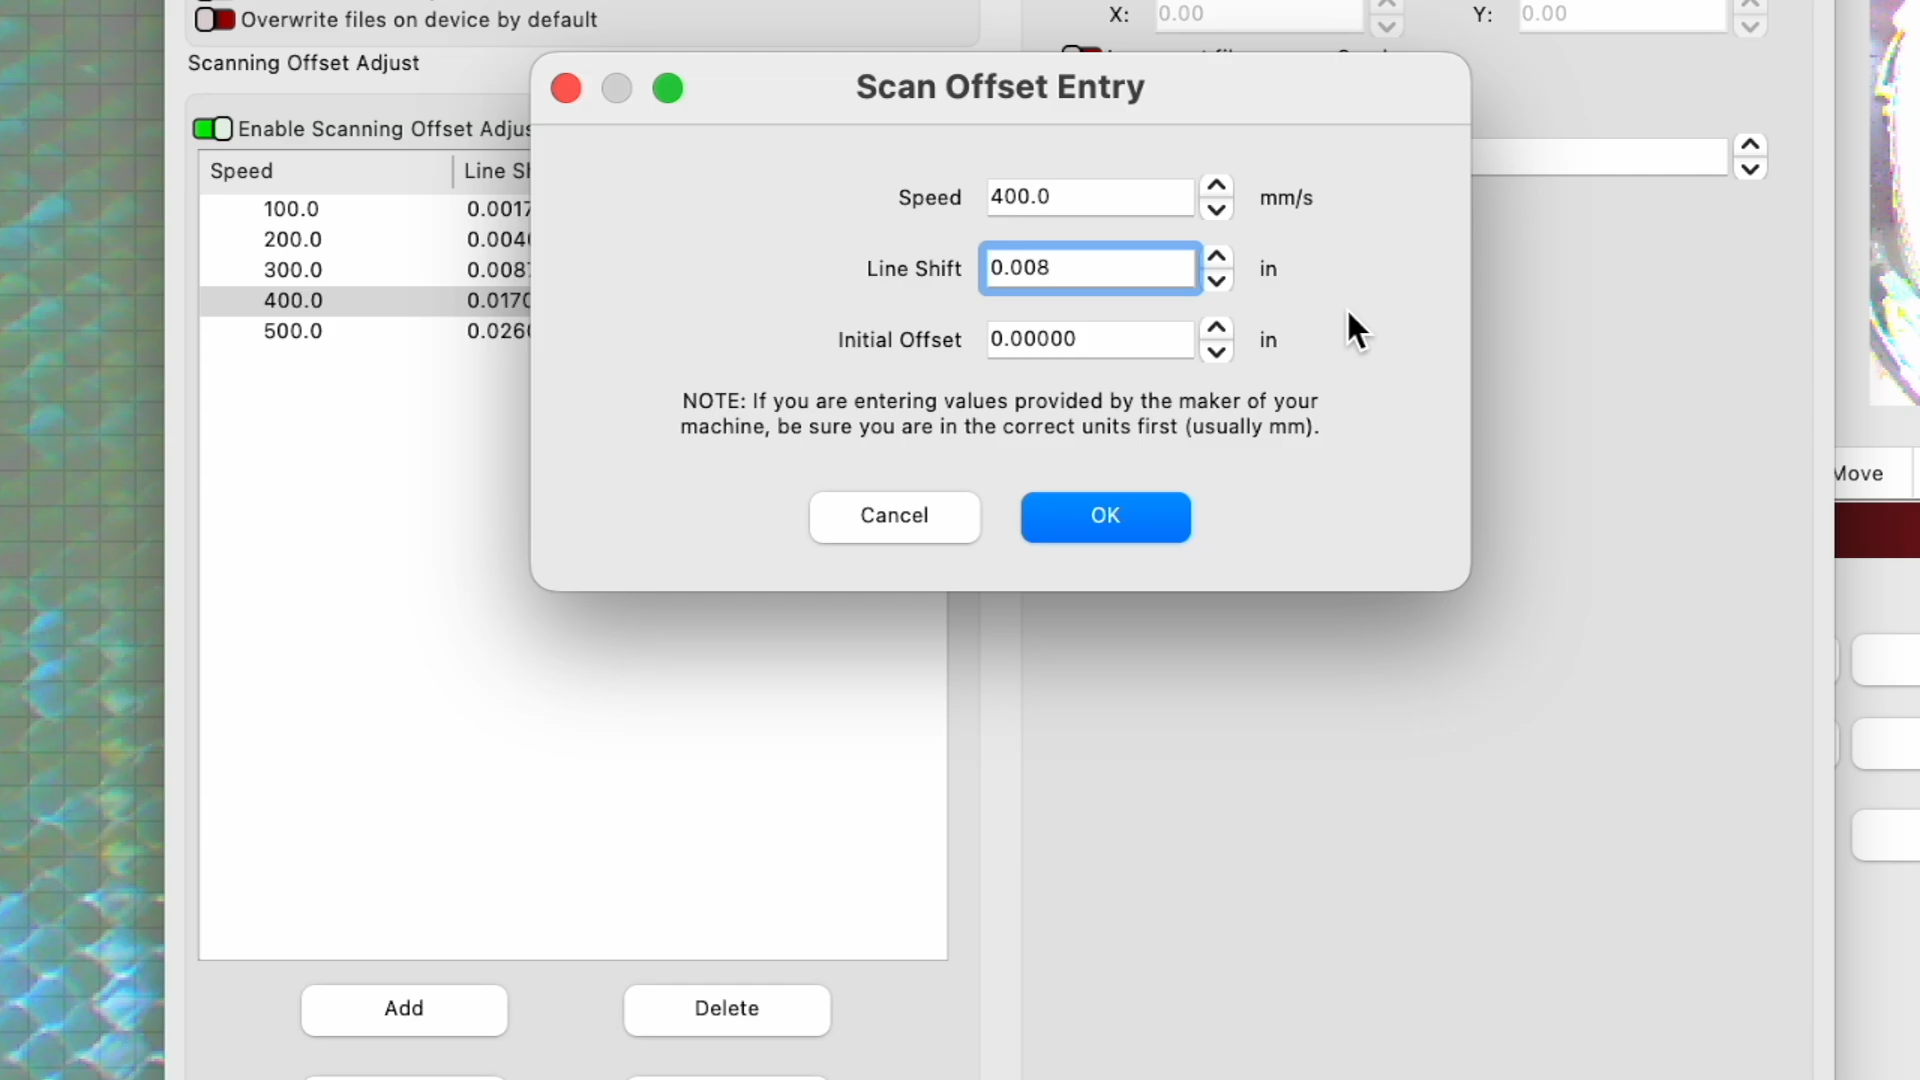 Overwrite files on device by default
X: 0.00
Y: 0.00
Scanning Offset Adjust
Scan Offset Entry
Enable Scanning Offset Adjus
Speed
Line Sh
100.0 0.0017
200.0 0.004
300.0 0.0087
400.0 0.0170
500.0 0.026
Speed 400.0 mm/s
Line Shift 0.008 in
Initial Offset 0.00000 in
NOTE: If you are entering values provided by the maker of your
machine, be sure you are in the correct units first (usually mm).
Cancel
OK
Move
Add
Delete